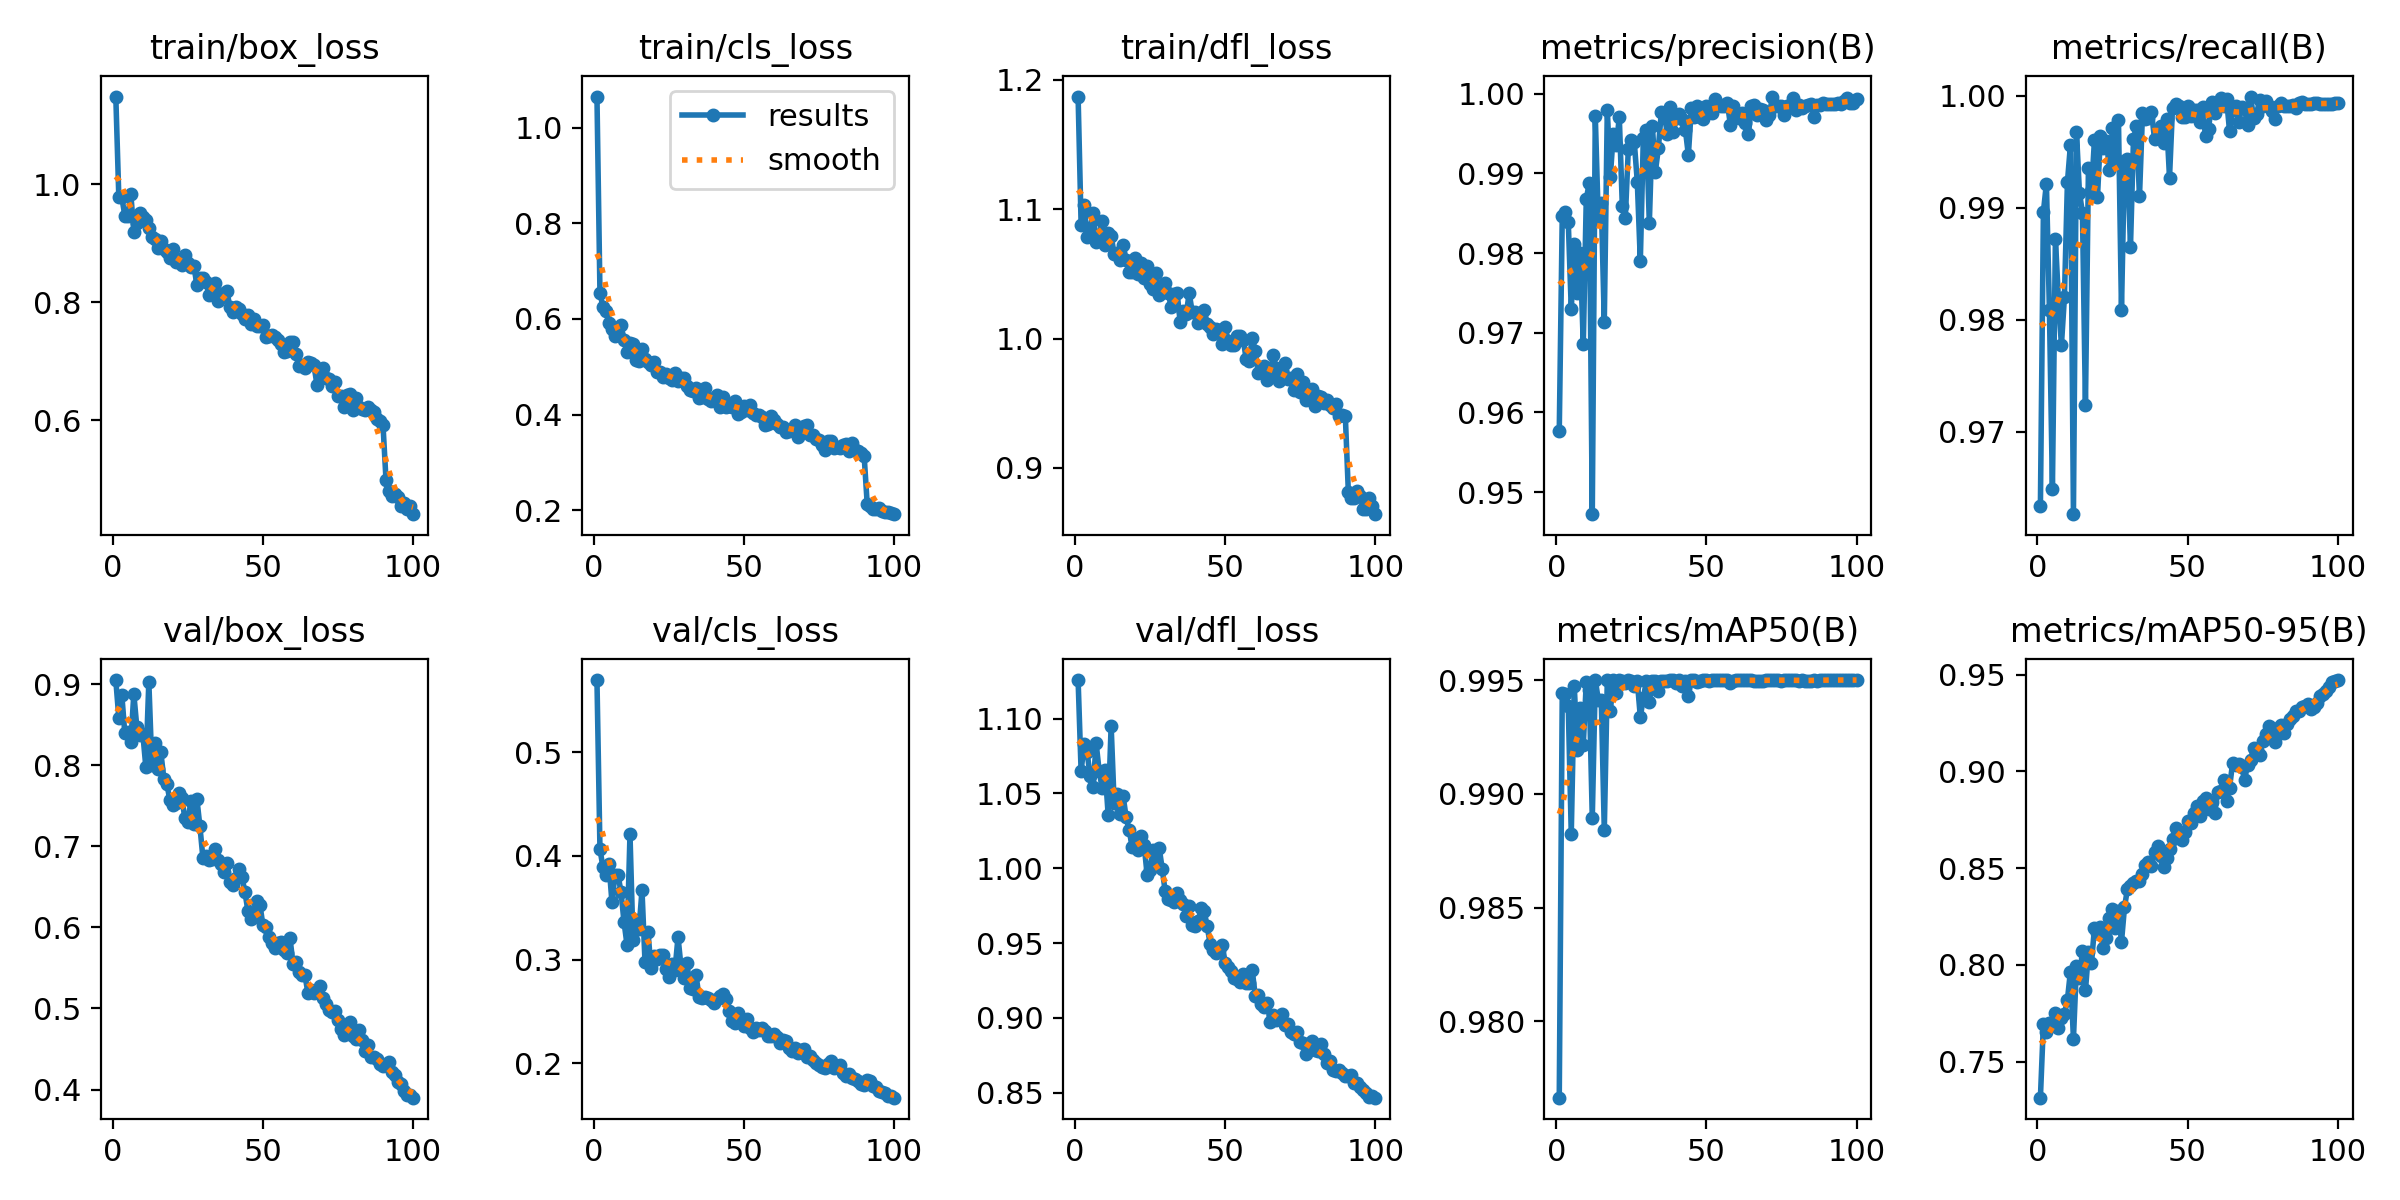 train/box_loss
1.0
0.8
0.6
0 50 100
train/cls_loss
results
smooth
1.0
0.8
0.6
0.4
0.2
0 50 100
train/dfl_loss
1.2
1.1
1.0
0.9
0 50 100
metrics/precision(B)
1.00
0.99
0.98
0.97
0.96
0.95
0 50 100
metrics/recall(B)
1.00
0.99
0.98
0.97
0 50 100
val/box_loss
0.9
0.8
0.7
0.6
0.5
0.4
0 50 100
val/cls_loss
0.5
0.4
0.3
0.2
0 50 100
val/dfl_loss
1.10
1.05
1.00
0.95
0.90
0.85
0 50 100
metrics/mAP50(B)
0.995
0.990
0.985
0.980
0 50 100
metrics/mAP50-95(B)
0.95
0.90
0.85
0.80
0.75
0 50 100